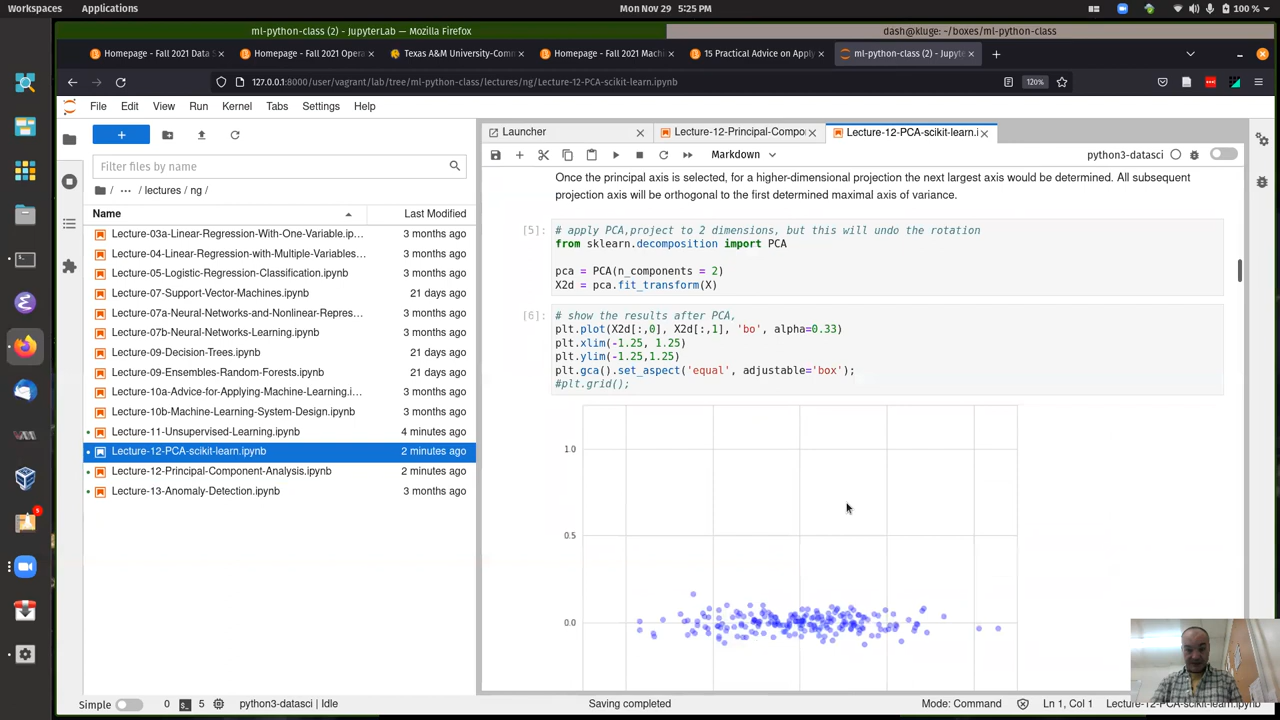 Workspaces Applications Mon Nov 29 5:25 PM 100 %
ml-python-class (2) - JupyterLab — Mozilla Firefox
dash@kluge: ~/boxes/ml-python-class
Homepage - Fall 2021 Data S
Homepage - Fall 2021 Opera
Texas A&M University-Comm
Homepage - Fall 2021 Machi
15 Practical Advice on Apply
ml-python-class (2) - Jupyte
127.0.0.1:8000/user/vagrant/lab/tree/ml-python-class/lectures/ng/Lecture-12-PCA-scikit-learn.ipynb
120%
File Edit View Run Kernel Tabs Settings Help
Launcher
Lecture-12-Principal-Compo
Lecture-12-PCA-scikit-learn.i
Markdown
python3-datasci
Filter files by name
/ ··· / lectures / ng /
Name Last Modified
Lecture-03a-Linear-Regression-With-One-Variable.ip... 3 months ago
Lecture-04-Linear-Regression-with-Multiple-Variables... 3 months ago
Lecture-05-Logistic-Regression-Classification.ipynb 3 months ago
Lecture-07-Support-Vector-Machines.ipynb 21 days ago
Lecture-07a-Neural-Networks-and-Nonlinear-Repres... 3 months ago
Lecture-07b-Neural-Networks-Learning.ipynb 3 months ago
Lecture-09-Decision-Trees.ipynb 21 days ago
Lecture-09-Ensembles-Random-Forests.ipynb 21 days ago
Lecture-10a-Advice-for-Applying-Machine-Learning.i... 3 months ago
Lecture-10b-Machine-Learning-System-Design.ipynb 3 months ago
Lecture-11-Unsupervised-Learning.ipynb 4 minutes ago
Lecture-12-PCA-scikit-learn.ipynb 2 minutes ago
Lecture-12-Principal-Component-Analysis.ipynb 2 minutes ago
Lecture-13-Anomaly-Detection.ipynb 3 months ago
Once the principal axis is selected, for a higher-dimensional projection the next largest axis would be determined. All subsequent
projection axis will be orthogonal to the first determined maximal axis of variance.
[5]: # apply PCA,project to 2 dimensions, but this will undo the rotation
from sklearn.decomposition import PCA
pca = PCA(n_components = 2)
X2d = pca.fit_transform(X)
[6]: # show the results after PCA,
plt.plot(X2d[:,0], X2d[:,1], 'bo', alpha=0.33)
plt.xlim(-1.25, 1.25)
plt.ylim(-1.25,1.25)
plt.gca().set_aspect('equal', adjustable='box');
#plt.grid();
1.0
0.5
0.0
Simple 0 5 python3-datasci | Idle
Saving completed
Mode: Command Ln 1, Col 1 Lecture-12-PCA-scikit-learn.ipynb